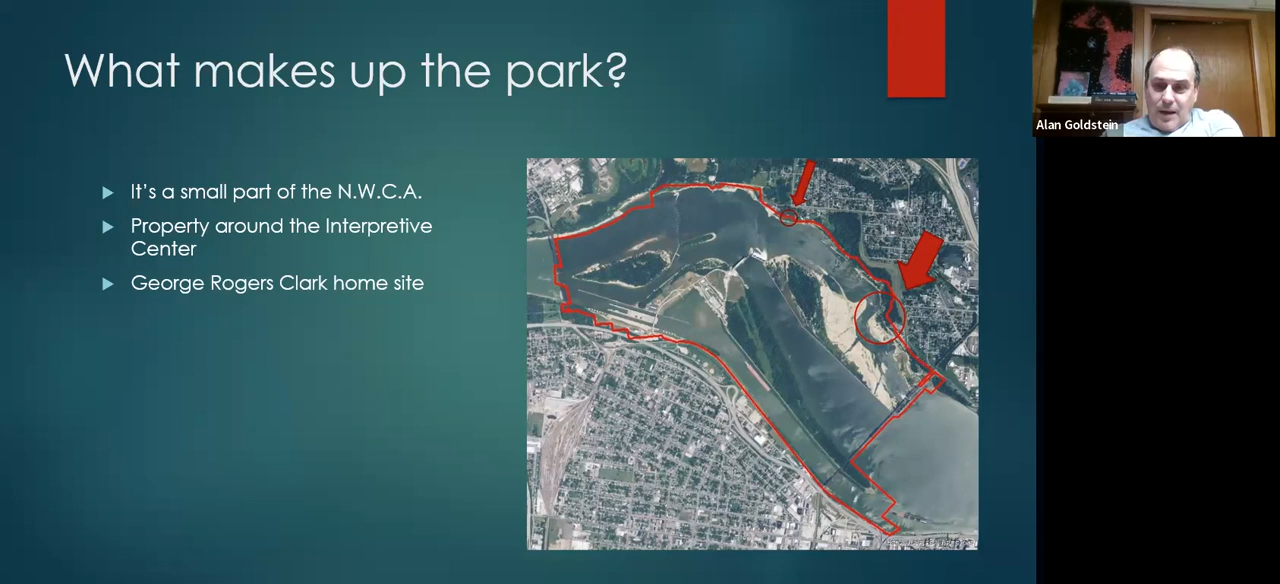 What makes up the park?
It's a small part of the N.W.C.A.
Property around the Interpretive
Center
George Rogers Clark home site
Alan Goldstein